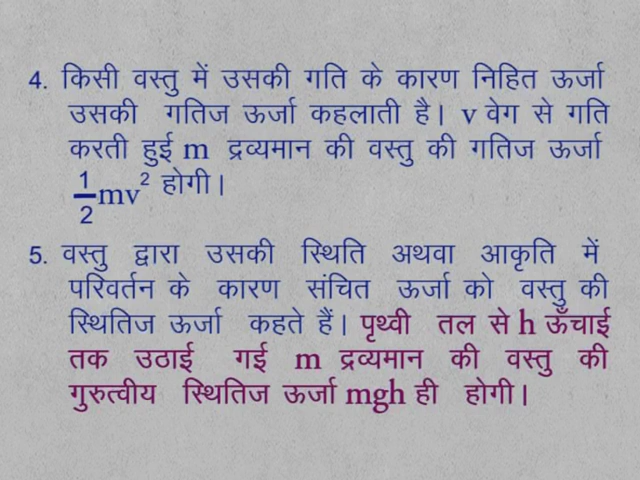 4. किसी वस्तु में उसकी गति के कारण निहित ऊर्जा
उसकी गतिज ऊर्जा कहलाती है। v वेग से गति
करती हुई m द्रव्यमान की वस्तु की गतिज ऊर्जा
1/2 mv² होगी।
5. वस्तु द्वारा उसकी स्थिति अथवा आकृति में
परिवर्तन के कारण संचित ऊर्जा को वस्तु की
स्थितिज ऊर्जा कहते हैं। पृथ्वी तल से h ऊँचाई
तक उठाई गई m द्रव्यमान की वस्तु की
गुरुत्वीय स्थितिज ऊर्जा mgh ही होगी।